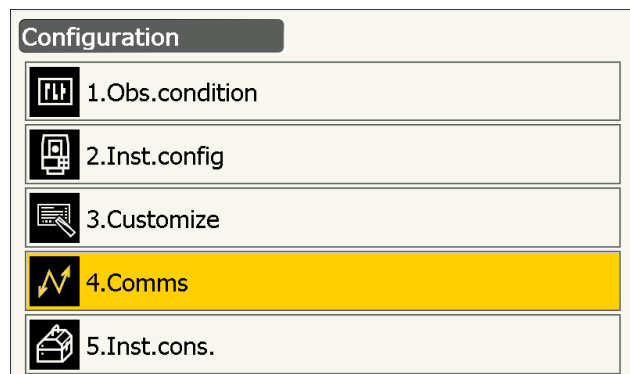 Configuration
1.Obs.condition
2.Inst.config
3.Customize
4.Comms
5.Inst.cons.